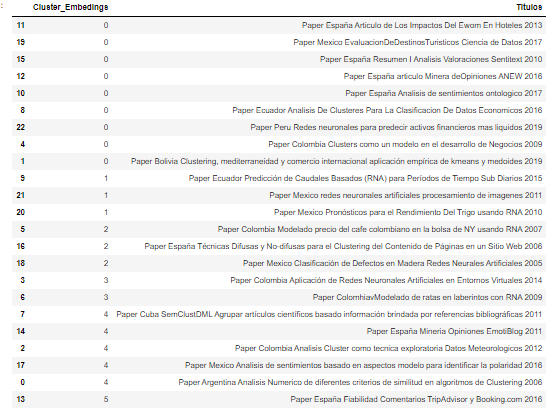 :
Cluster_Embedings Titulos
11 0 Paper España Articulo de Los Impactos Del Ewom En Hoteles 2013
19 0 Paper Mexico EvaluacionDeDestinosTuristicos Ciencia de Datos 2017
15 0 Paper España Resumen I Analisis Valoraciones Sentitext 2010
12 0 Paper España articulo Minera deOpiniones ANEW 2016
10 0 Paper España Analisis de sentimientos ontologico 2017
8 0 Paper Ecuador Analisis De Clusteres Para La Clasificacion De Datos Economicos 2016
22 0 Paper Peru Redes neuronales para predecir activos financieros mas liquidos 2019
4 0 Paper Colombia Clusters como un modelo en el desarrollo de Negocios 2009
1 0 Paper Bolivia Clustering, mediterraneidad y comercio internacional aplicación empírica de kmeans y medoides 2019
9 1 Paper Ecuador Predicción de Caudales Basados (RNA) para Períodos de Tiempo Sub Diarios 2015
21 1 Paper Mexico redes neuronales artificiales procesamiento de imagenes 2011
20 1 Paper Mexico Pronósticos para el Rendimiento Del Trigo usando RNA 2010
5 2 Paper Colombia Modelado precio del cafe colombiano en la bolsa de NY usando RNA 2007
16 2 Paper España Técnicas Difusas y No-difusas para el Clustering del Contenido de Páginas en un Sitio Web 2006
18 2 Paper Mexico Clasificación de Defectos en Madera Redes Neurales Artificiales 2005
3 3 Paper Colombia Aplicación de Redes Neuronales Artificiales en Entornos Virtuales 2014
6 3 Paper ColombiavModelado de ratas en laberintos con RNA 2009
7 4 Paper Cuba SemClustDML Agrupar artículos científicos basado información brindada por referencias bibliográficas 2011
14 4 Paper España Mineria Opiniones EmotiBlog 2011
2 4 Paper Colombia Analisis Cluster como tecnica exploratoria Datos Meteorologicos 2012
17 4 Paper Mexico Analisis de sentimientos basado en aspectos modelo para identificar la polaridad 2016
0 4 Paper Argentina Analisis Numerico de diferentes criterios de similitud en algoritmos de Clustering 2006
13 5 Paper España Fiabilidad Comentarios TripAdvisor y Booking.com 2016